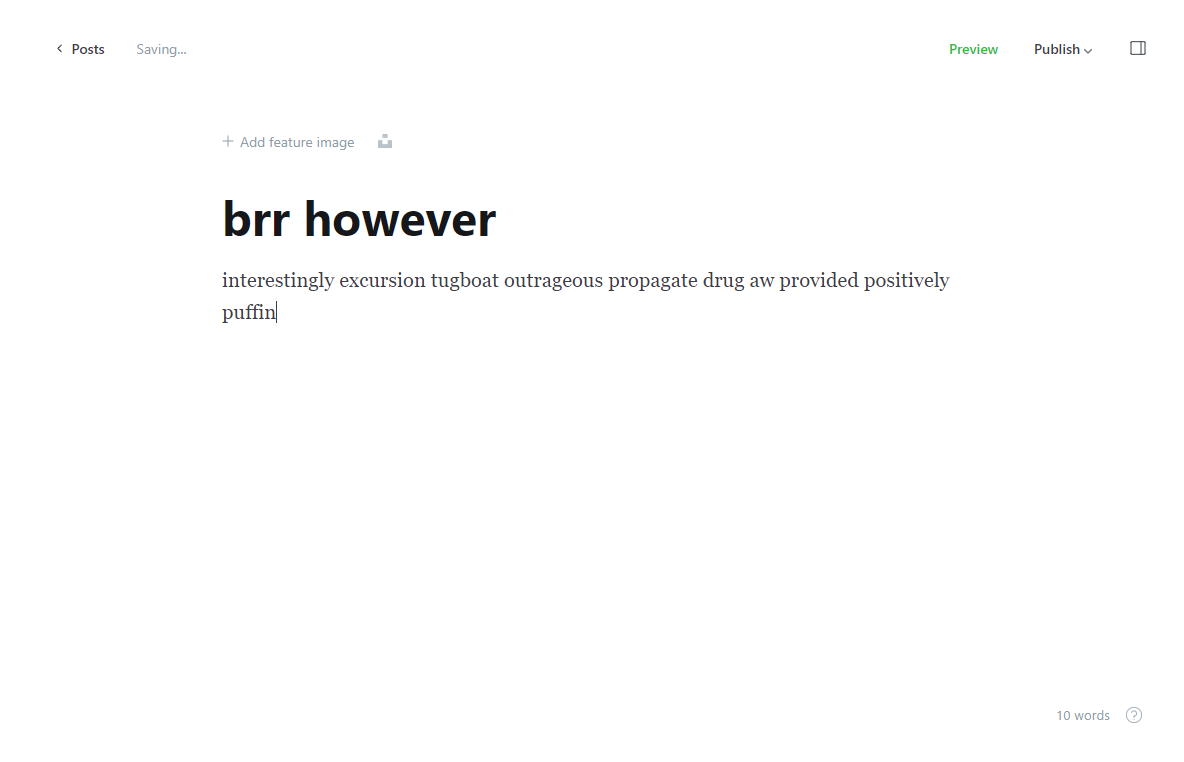 Posts
Saving...
Preview
Publish
Add feature image
brr however
interestingly excursion tugboat outrageous propagate drug aw provided positively
puffin
10 words